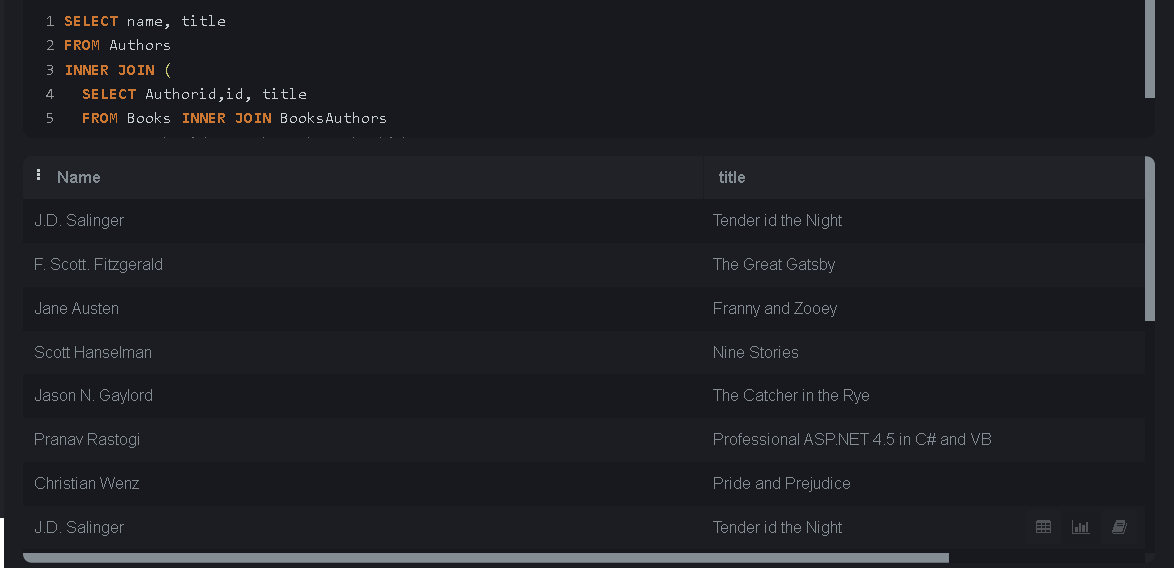 1 SELECT name, title
2 FROM Authors
3 INNER JOIN (
4 SELECT Authorid,id, title
5 FROM Books INNER JOIN BooksAuthors
Name title
J.D. Salinger Tender id the Night
F. Scott. Fitzgerald The Great Gatsby
Jane Austen Franny and Zooey
Scott Hanselman Nine Stories
Jason N. Gaylord The Catcher in the Rye
Pranav Rastogi Professional ASP.NET 4.5 in C# and VB
Christian Wenz Pride and Prejudice
J.D. Salinger Tender id the Night